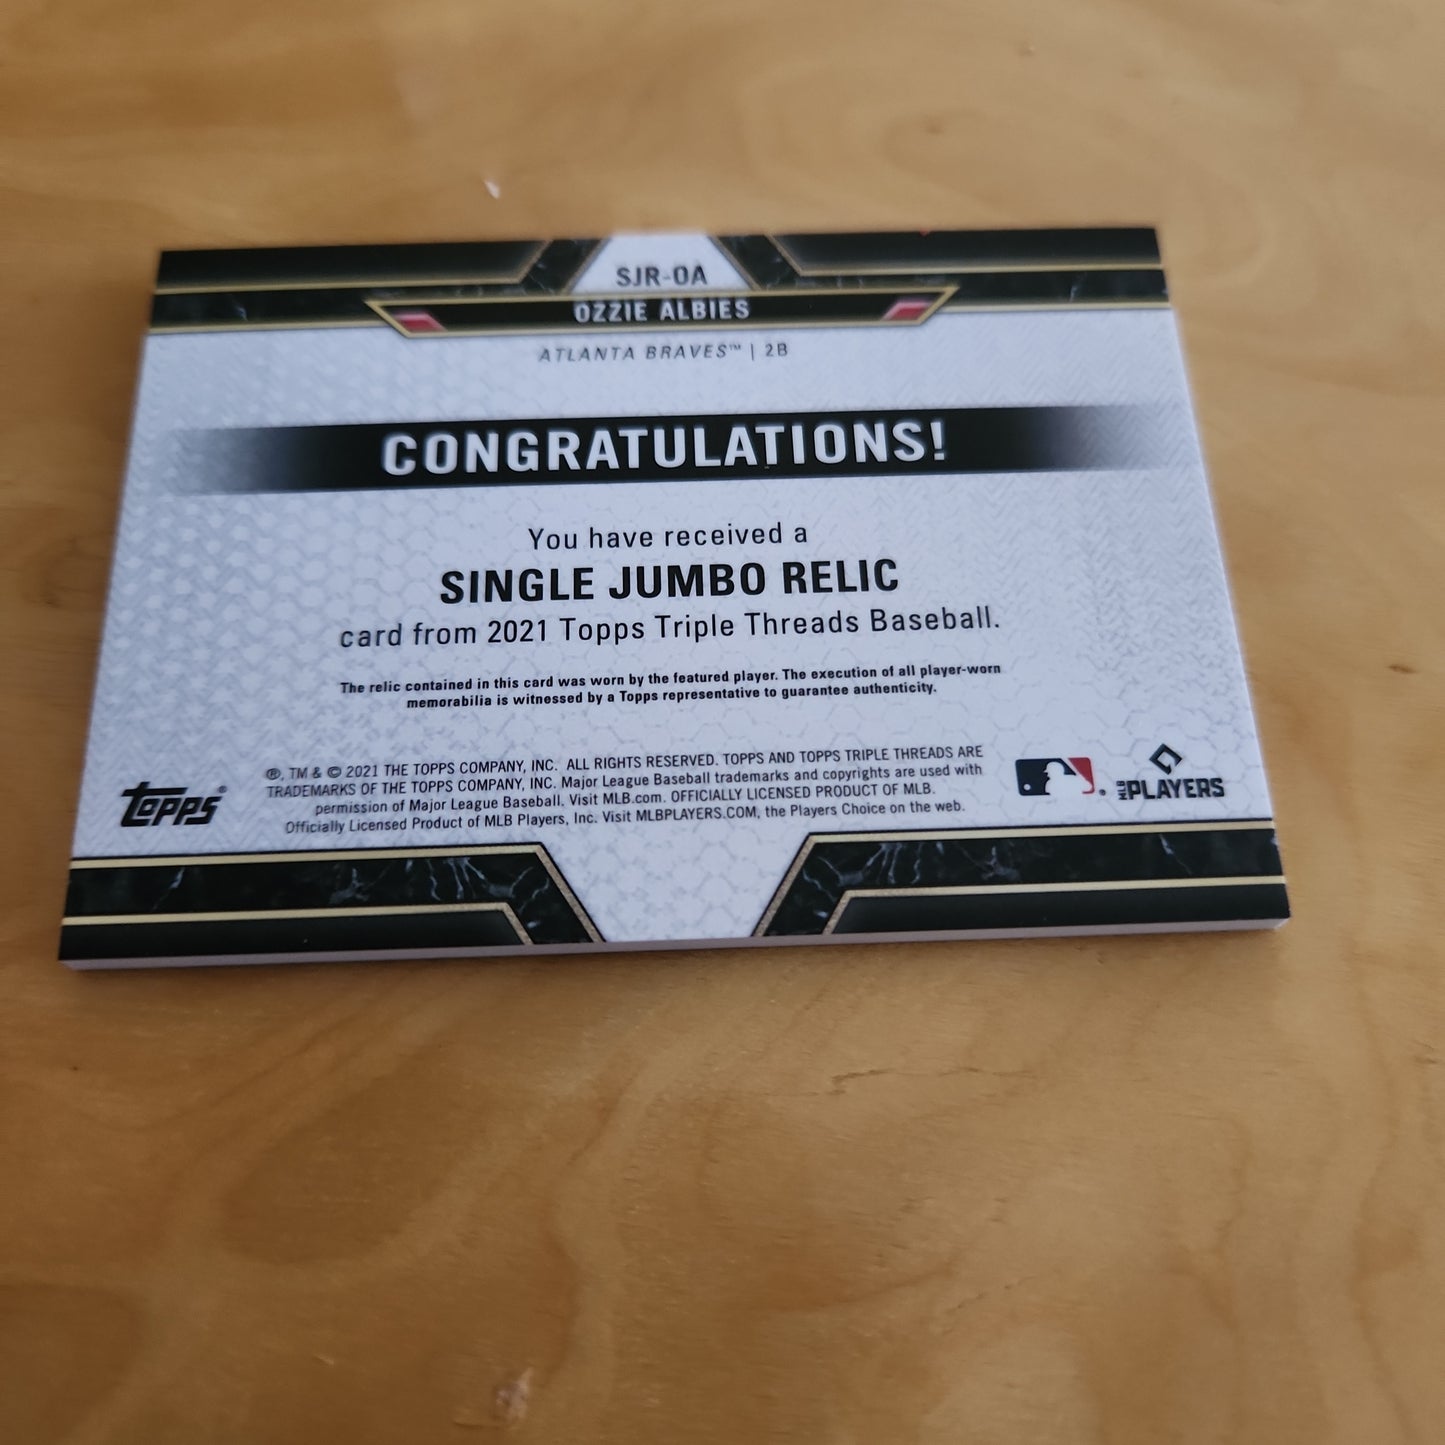 SJR-OA
OZZIE ALBIES
ATLANTA BRAVES™ | 2B
CONGRATULATIONS!
You have received a
SINGLE JUMBO RELIC
card from 2021 Topps Triple Threads Baseball.
The relic contained in this card was worn by the featured player. The execution of all player-worn
memorabilia is witnessed by a Topps representative to guarantee authenticity.
®, TM & © 2021 THE TOPPS COMPANY, INC. ALL RIGHTS RESERVED. TOPPS AND TOPPS TRIPLE THREADS ARE
TRADEMARKS OF THE TOPPS COMPANY, INC. Major League Baseball trademarks and copyrights are used with
permission of Major League Baseball. Visit MLB.com. OFFICIALLY LICENSED PRODUCT OF MLB.
Officially Licensed Product of MLB Players, Inc. Visit MLBPLAYERS.COM, the Players Choice on the web.
topps®
MLB PLAYERS